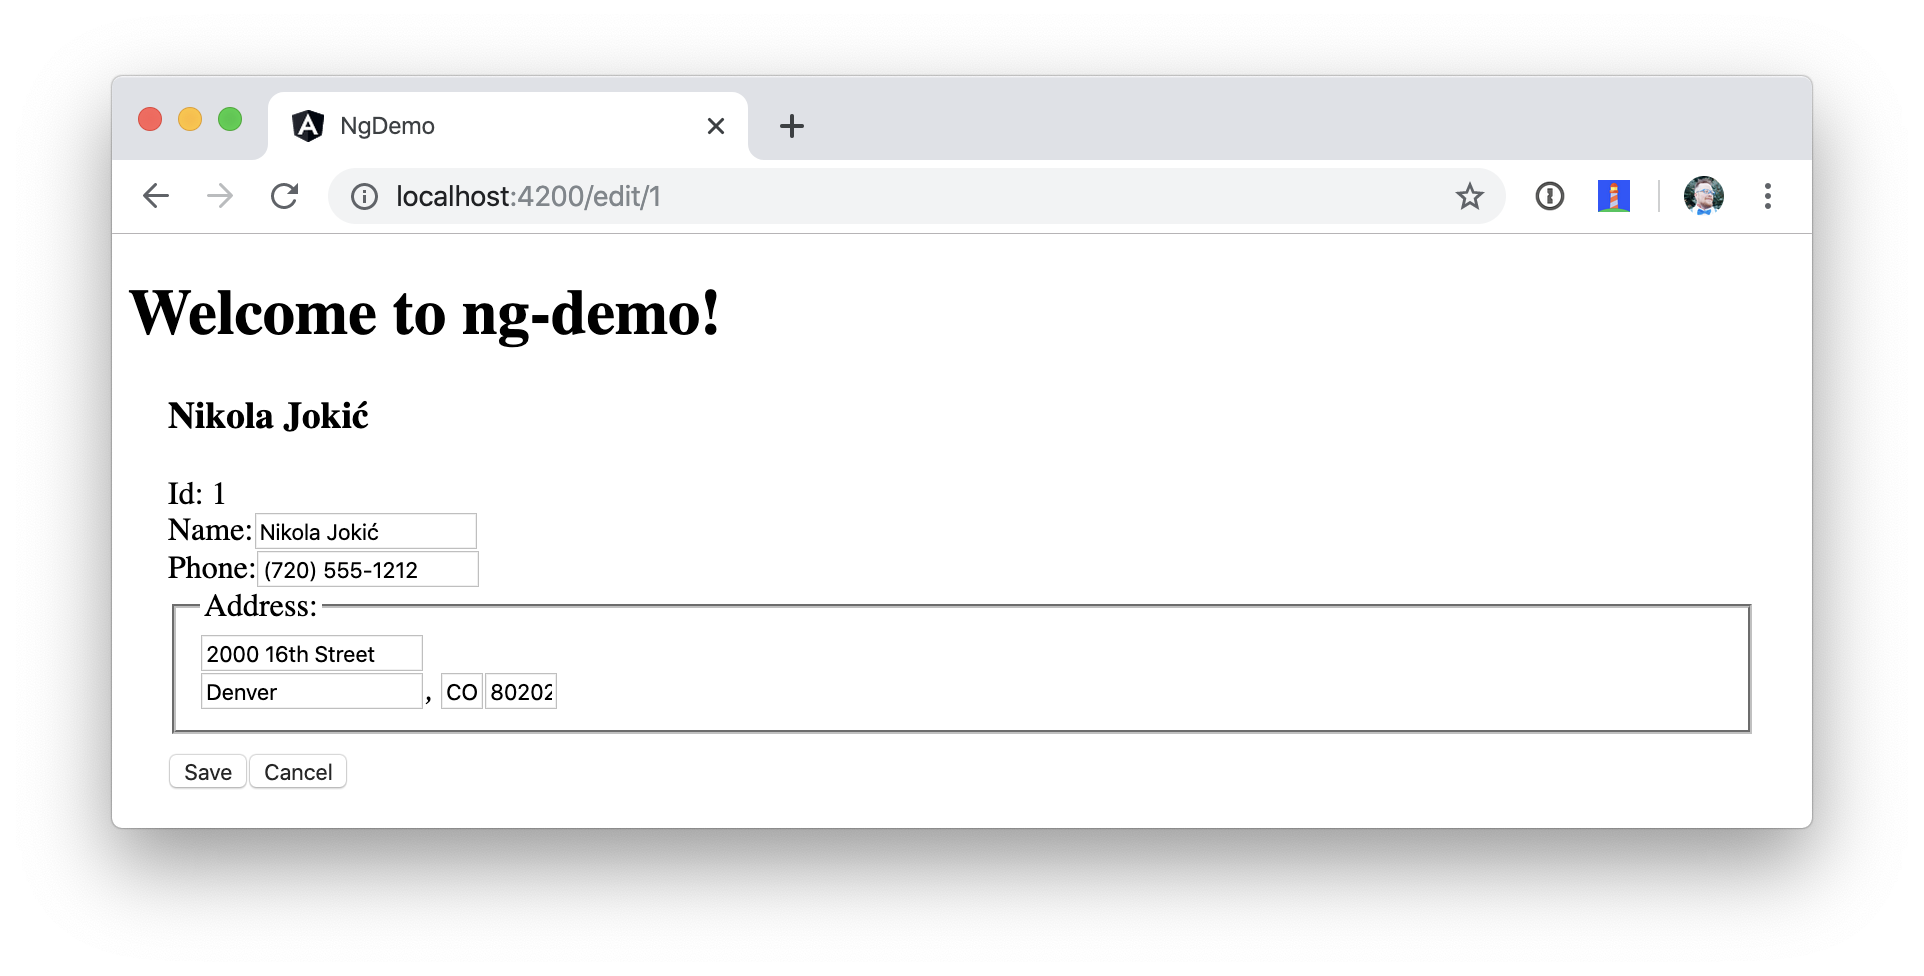 NgDemo
localhost:4200/edit/1
Welcome to ng-demo!
Nikola Jokić
Id: 1
Name: Nikola Jokić
Phone: (720) 555-1212
Address:
2000 16th Street
Denver , CO 80202
Save Cancel